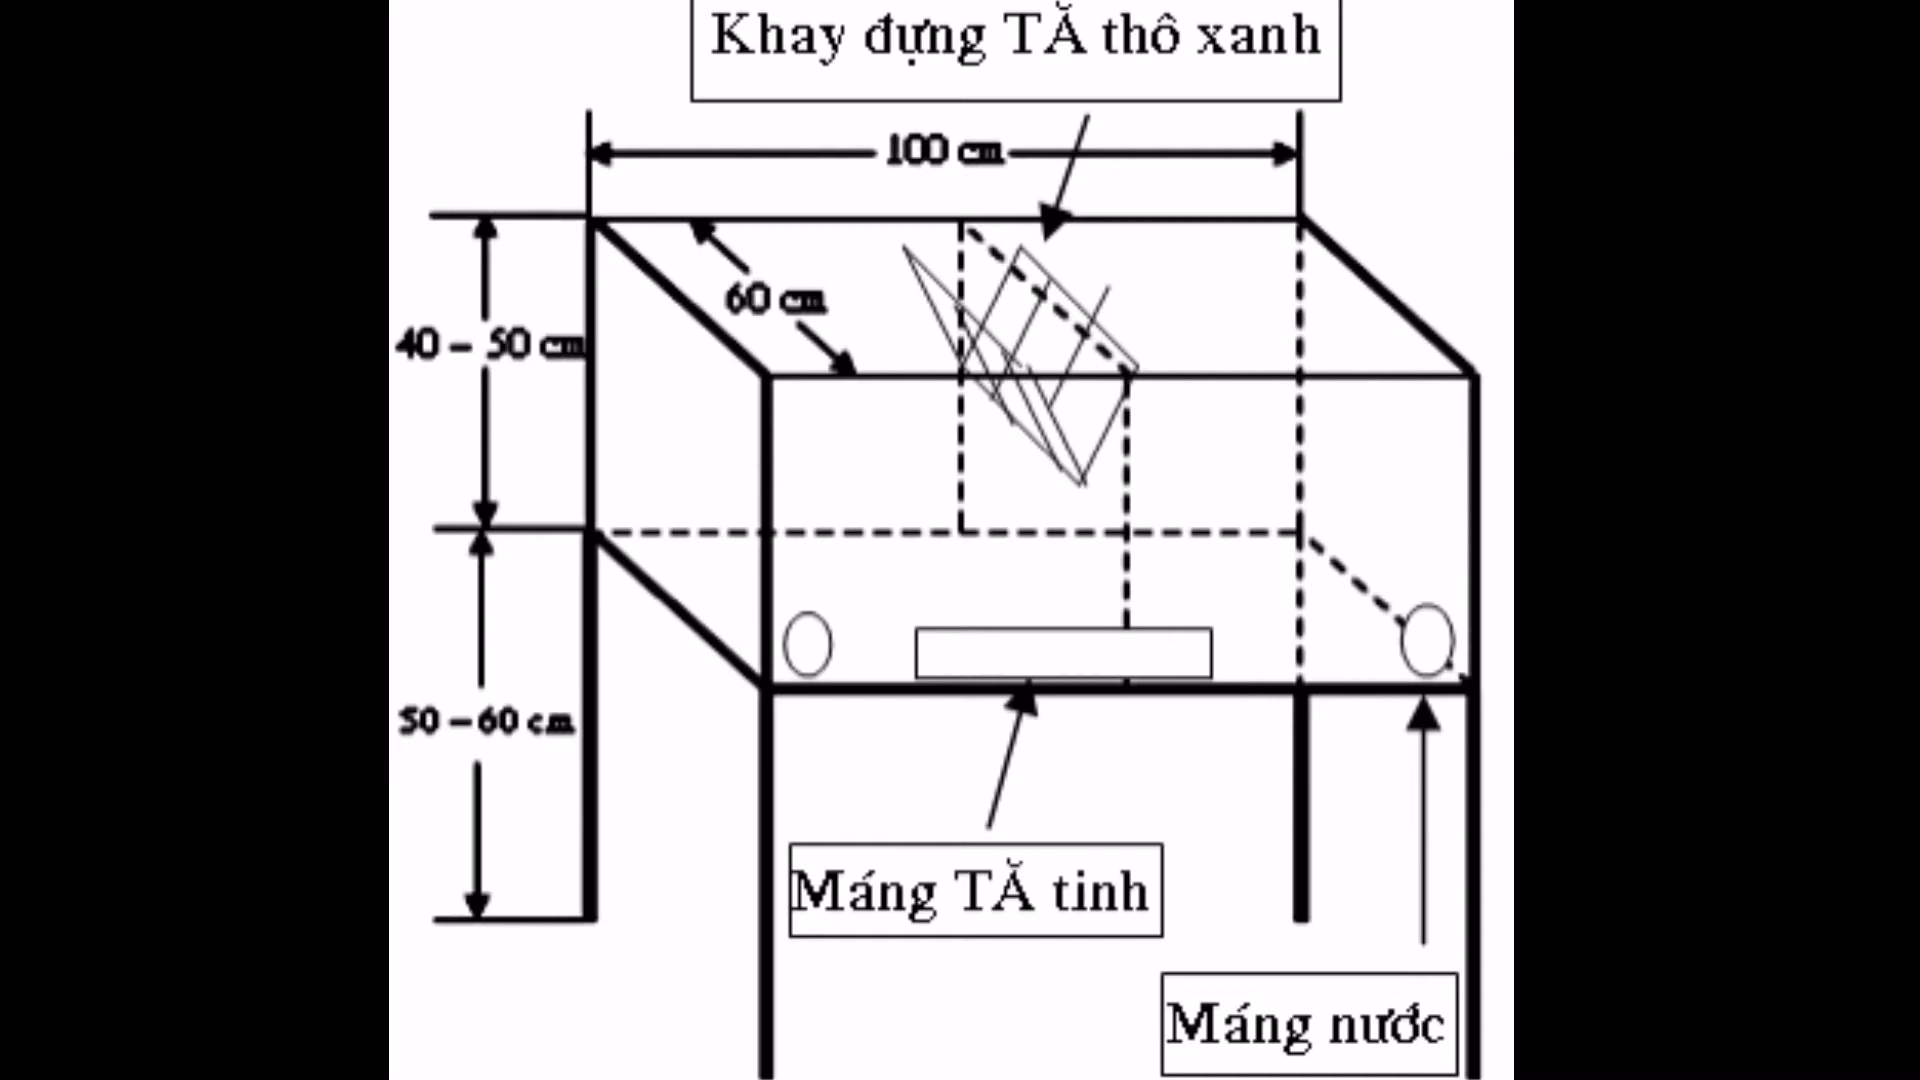 Khay đựng TĂ thô xanh
100 cm
60 cm
40 – 50 cm
50 – 60 cm
Máng TĂ tinh
Máng nước